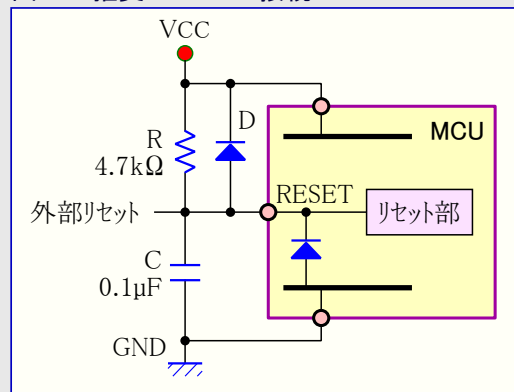 VCC
R
4.7kΩ
D
MCU
外部リセット
RESET
リセット部
C
0.1μF
GND